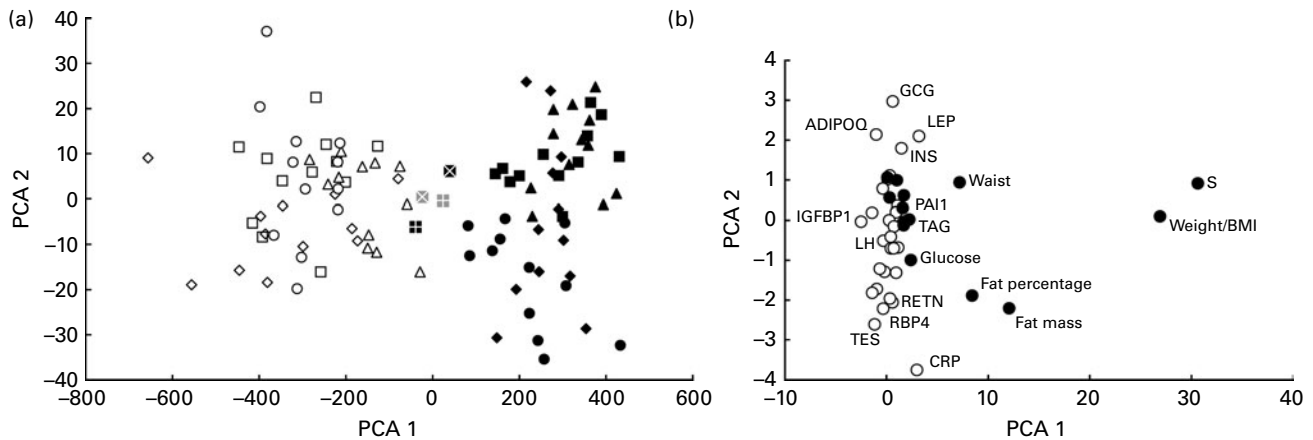 (a)
40
30
20
10
0
−10
−20
−30
−40
PCA 2
−800
−600
−400
−200
0
200
400
600
PCA 1
(b)
4
3
2
1
0
−1
−2
−3
−4
PCA 2
GCG
ADIPOQ
LEP
INS
Waist
S
PAI1
IGFBP1
TAG
Weight/BMI
LH
Glucose
Fat percentage
RETN
RBP4
Fat mass
TES
CRP
−10
0
10
20
30
40
PCA 1